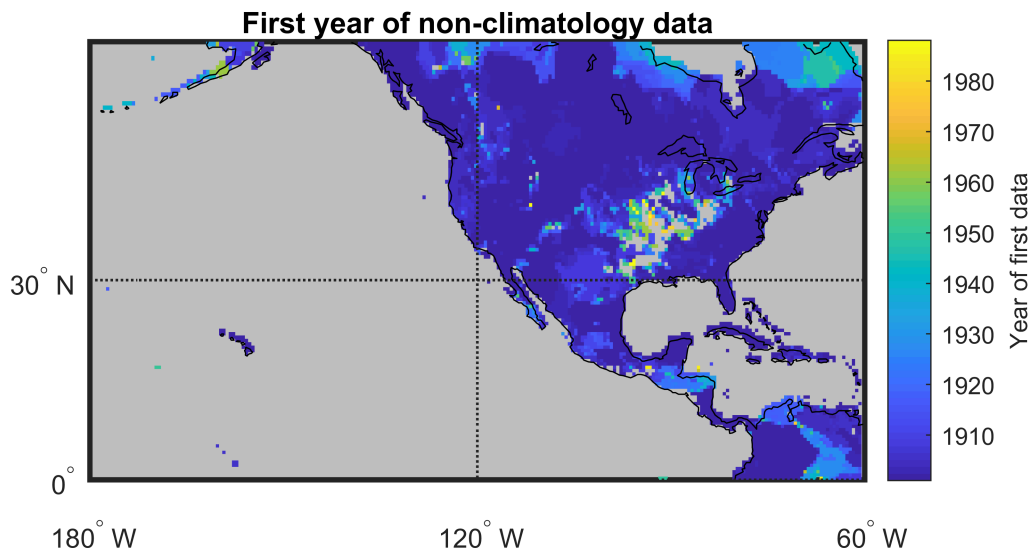 First year of non-climatology data
30° N
0°
180° W
120° W
60° W
1980
1970
1960
1950
1940
1930
1920
1910
Year of first data